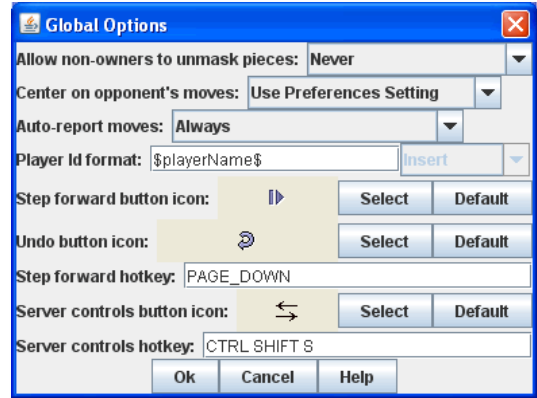 Global Options
Allow non-owners to unmask pieces: Never
Center on opponent's moves: Use Preferences Setting
Auto-report moves: Always
Player Id format: $playerName$ Insert
Step forward button icon: Select Default
Undo button icon: Select Default
Step forward hotkey: PAGE_DOWN
Server controls button icon: Select Default
Server controls hotkey: CTRL SHIFT S
Ok Cancel Help